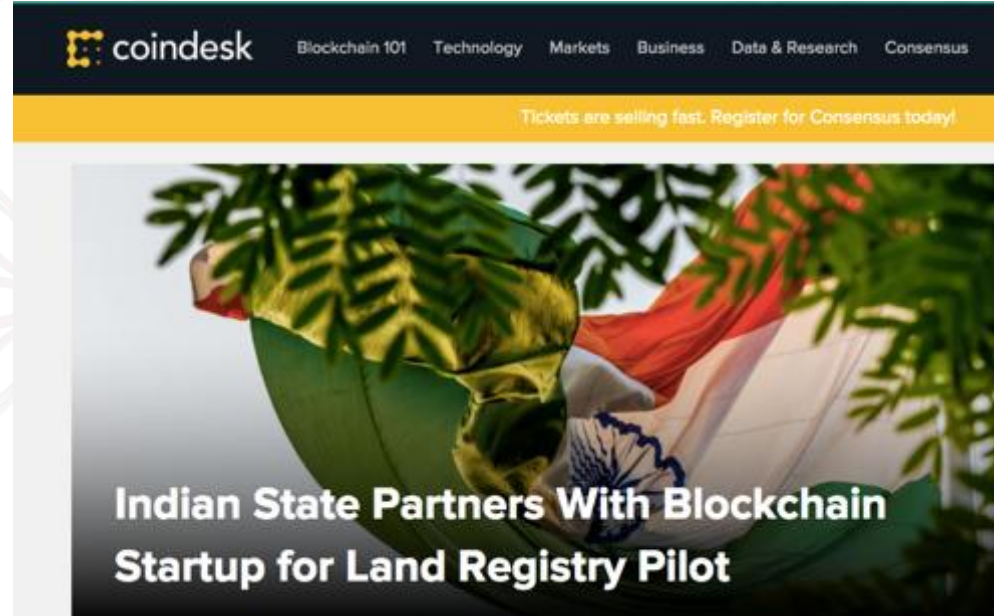 coindesk Blockchain 101 Technology Markets Business Data & Research Consensus
Tickets are selling fast. Register for Consensus today!
Indian State Partners With Blockchain
Startup for Land Registry Pilot